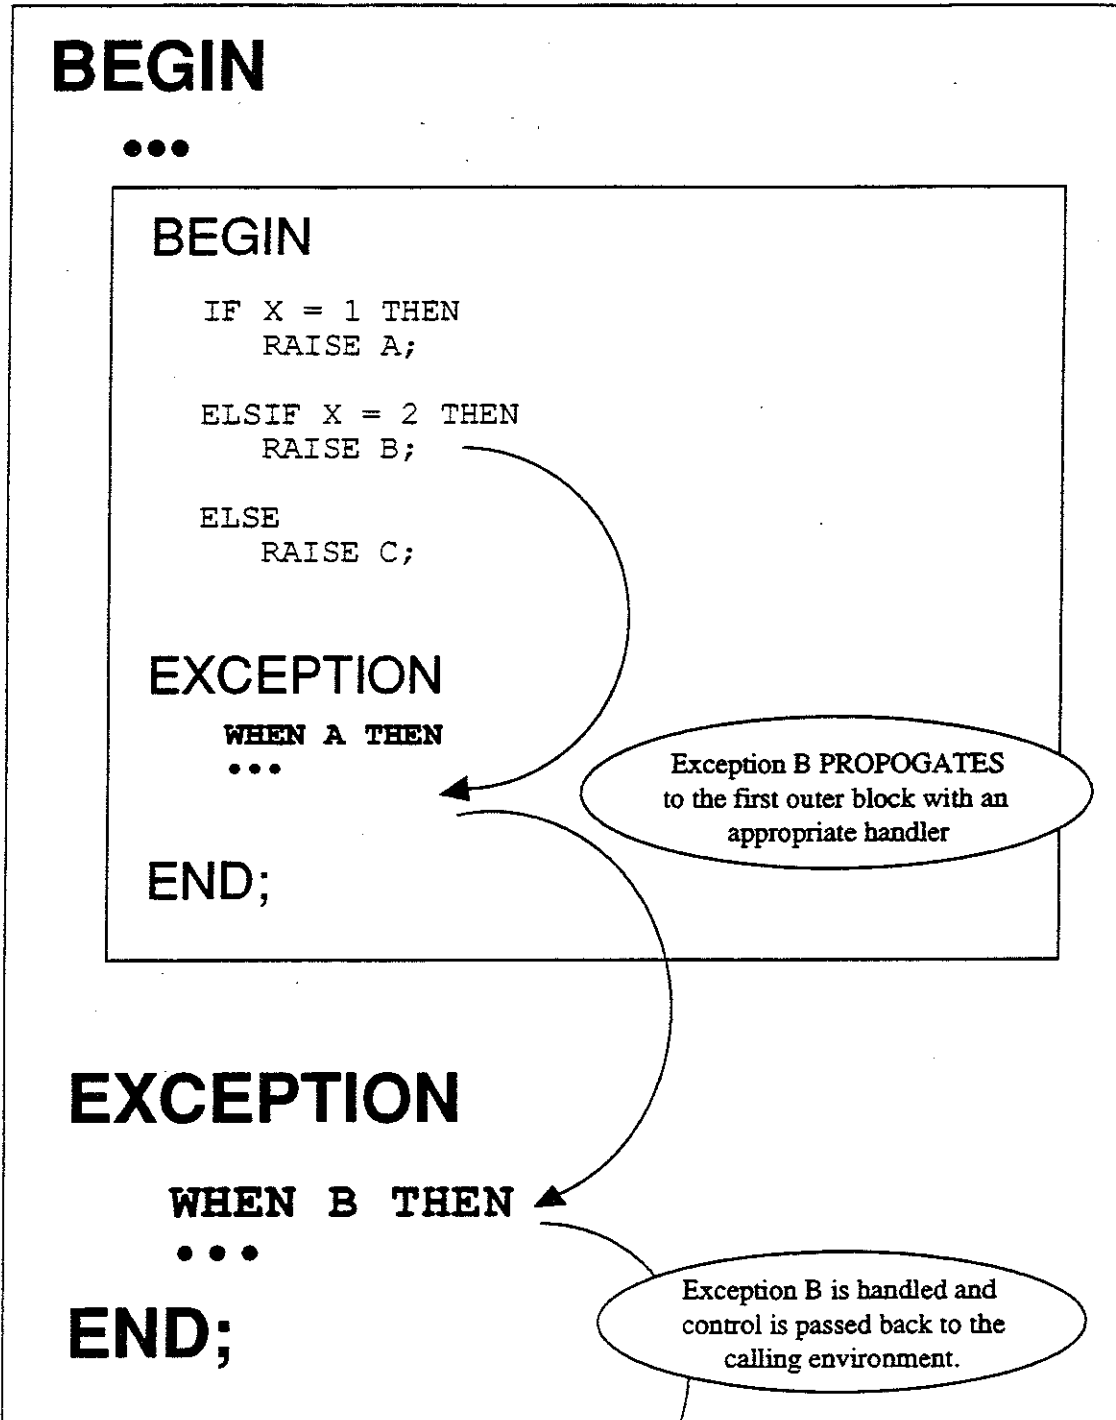 BEGIN
•••
BEGIN
IF X = 1 THEN
RAISE A;
ELSIF X = 2 THEN
RAISE B;
ELSE
RAISE C;
EXCEPTION
WHEN A THEN
•••
Exception B PROPOGATES
to the first outer block with an
appropriate handler
END;
EXCEPTION
WHEN B THEN
•••
Exception B is handled and
control is passed back to the
calling environment.
END;